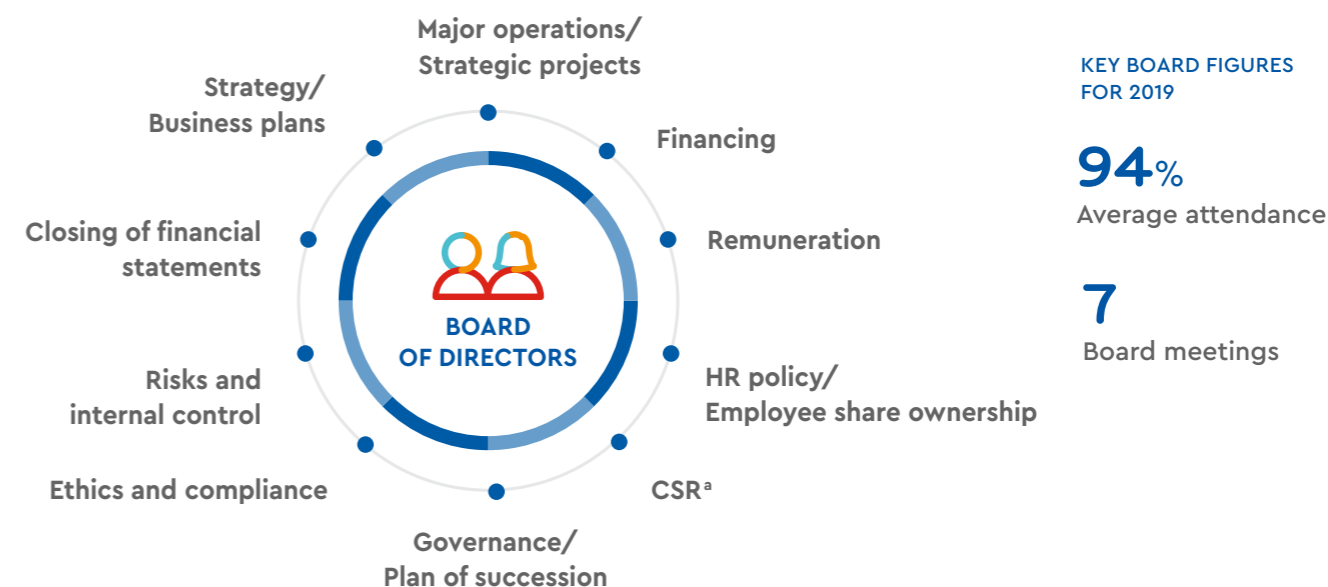 Major operations/
Strategic projects
Strategy/
Business plans
Financing
Closing of financial
statements
Remuneration
BOARD
OF DIRECTORS
Risks and
internal control
HR policy/
Employee share ownership
Ethics and compliance
CSRᵃ
Governance/
Plan of succession
KEY BOARD FIGURES
FOR 2019
94%
Average attendance
7
Board meetings